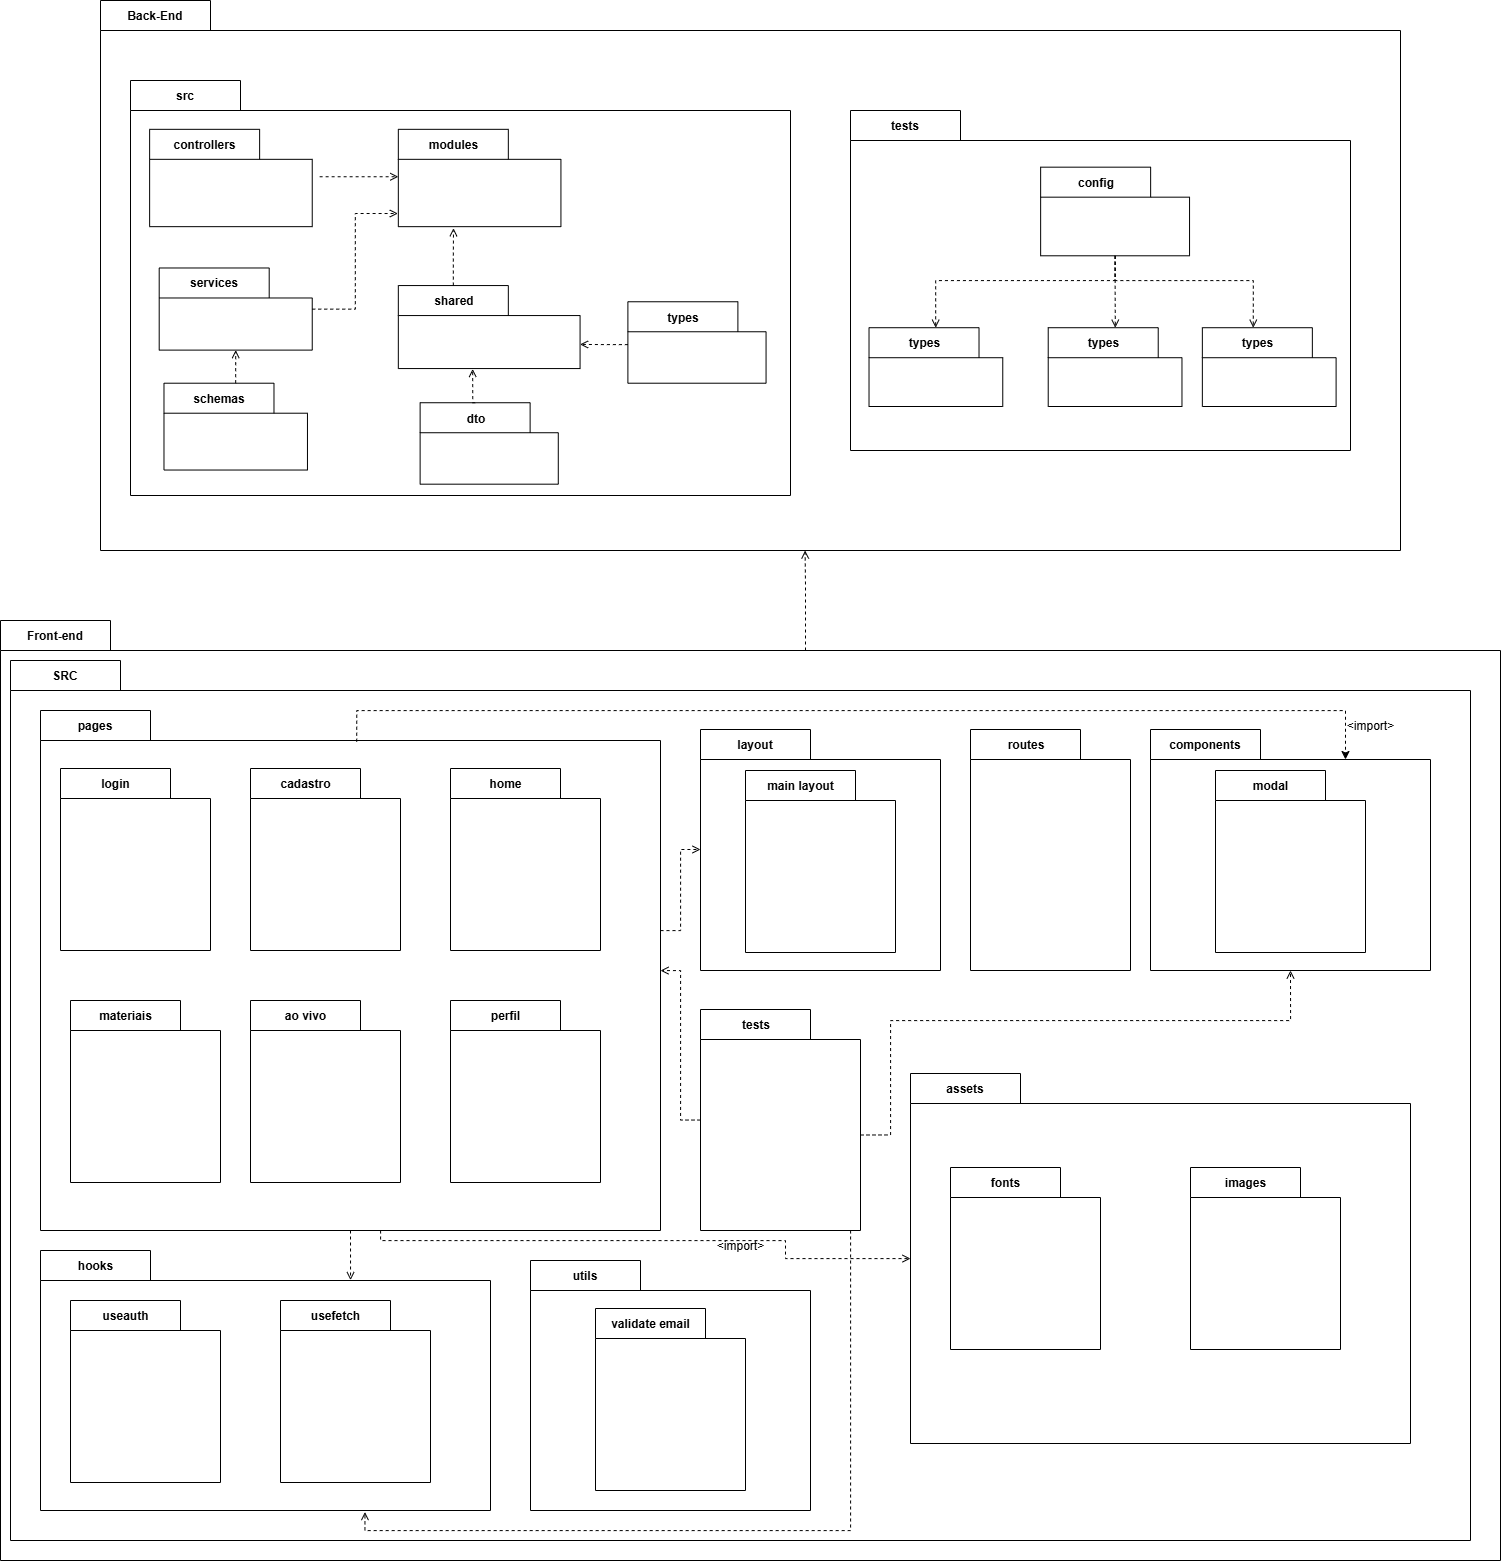 Back-End
src
controllers
modules
services
shared
types
schemas
dto
tests
config
types
types
types
Front-end
SRC
pages
login
cadastro
home
materiais
ao vivo
perfil
layout
main layout
routes
<import>
components
modal
tests
assets
fonts
images
<import>
hooks
useauth
usefetch
utils
validate email